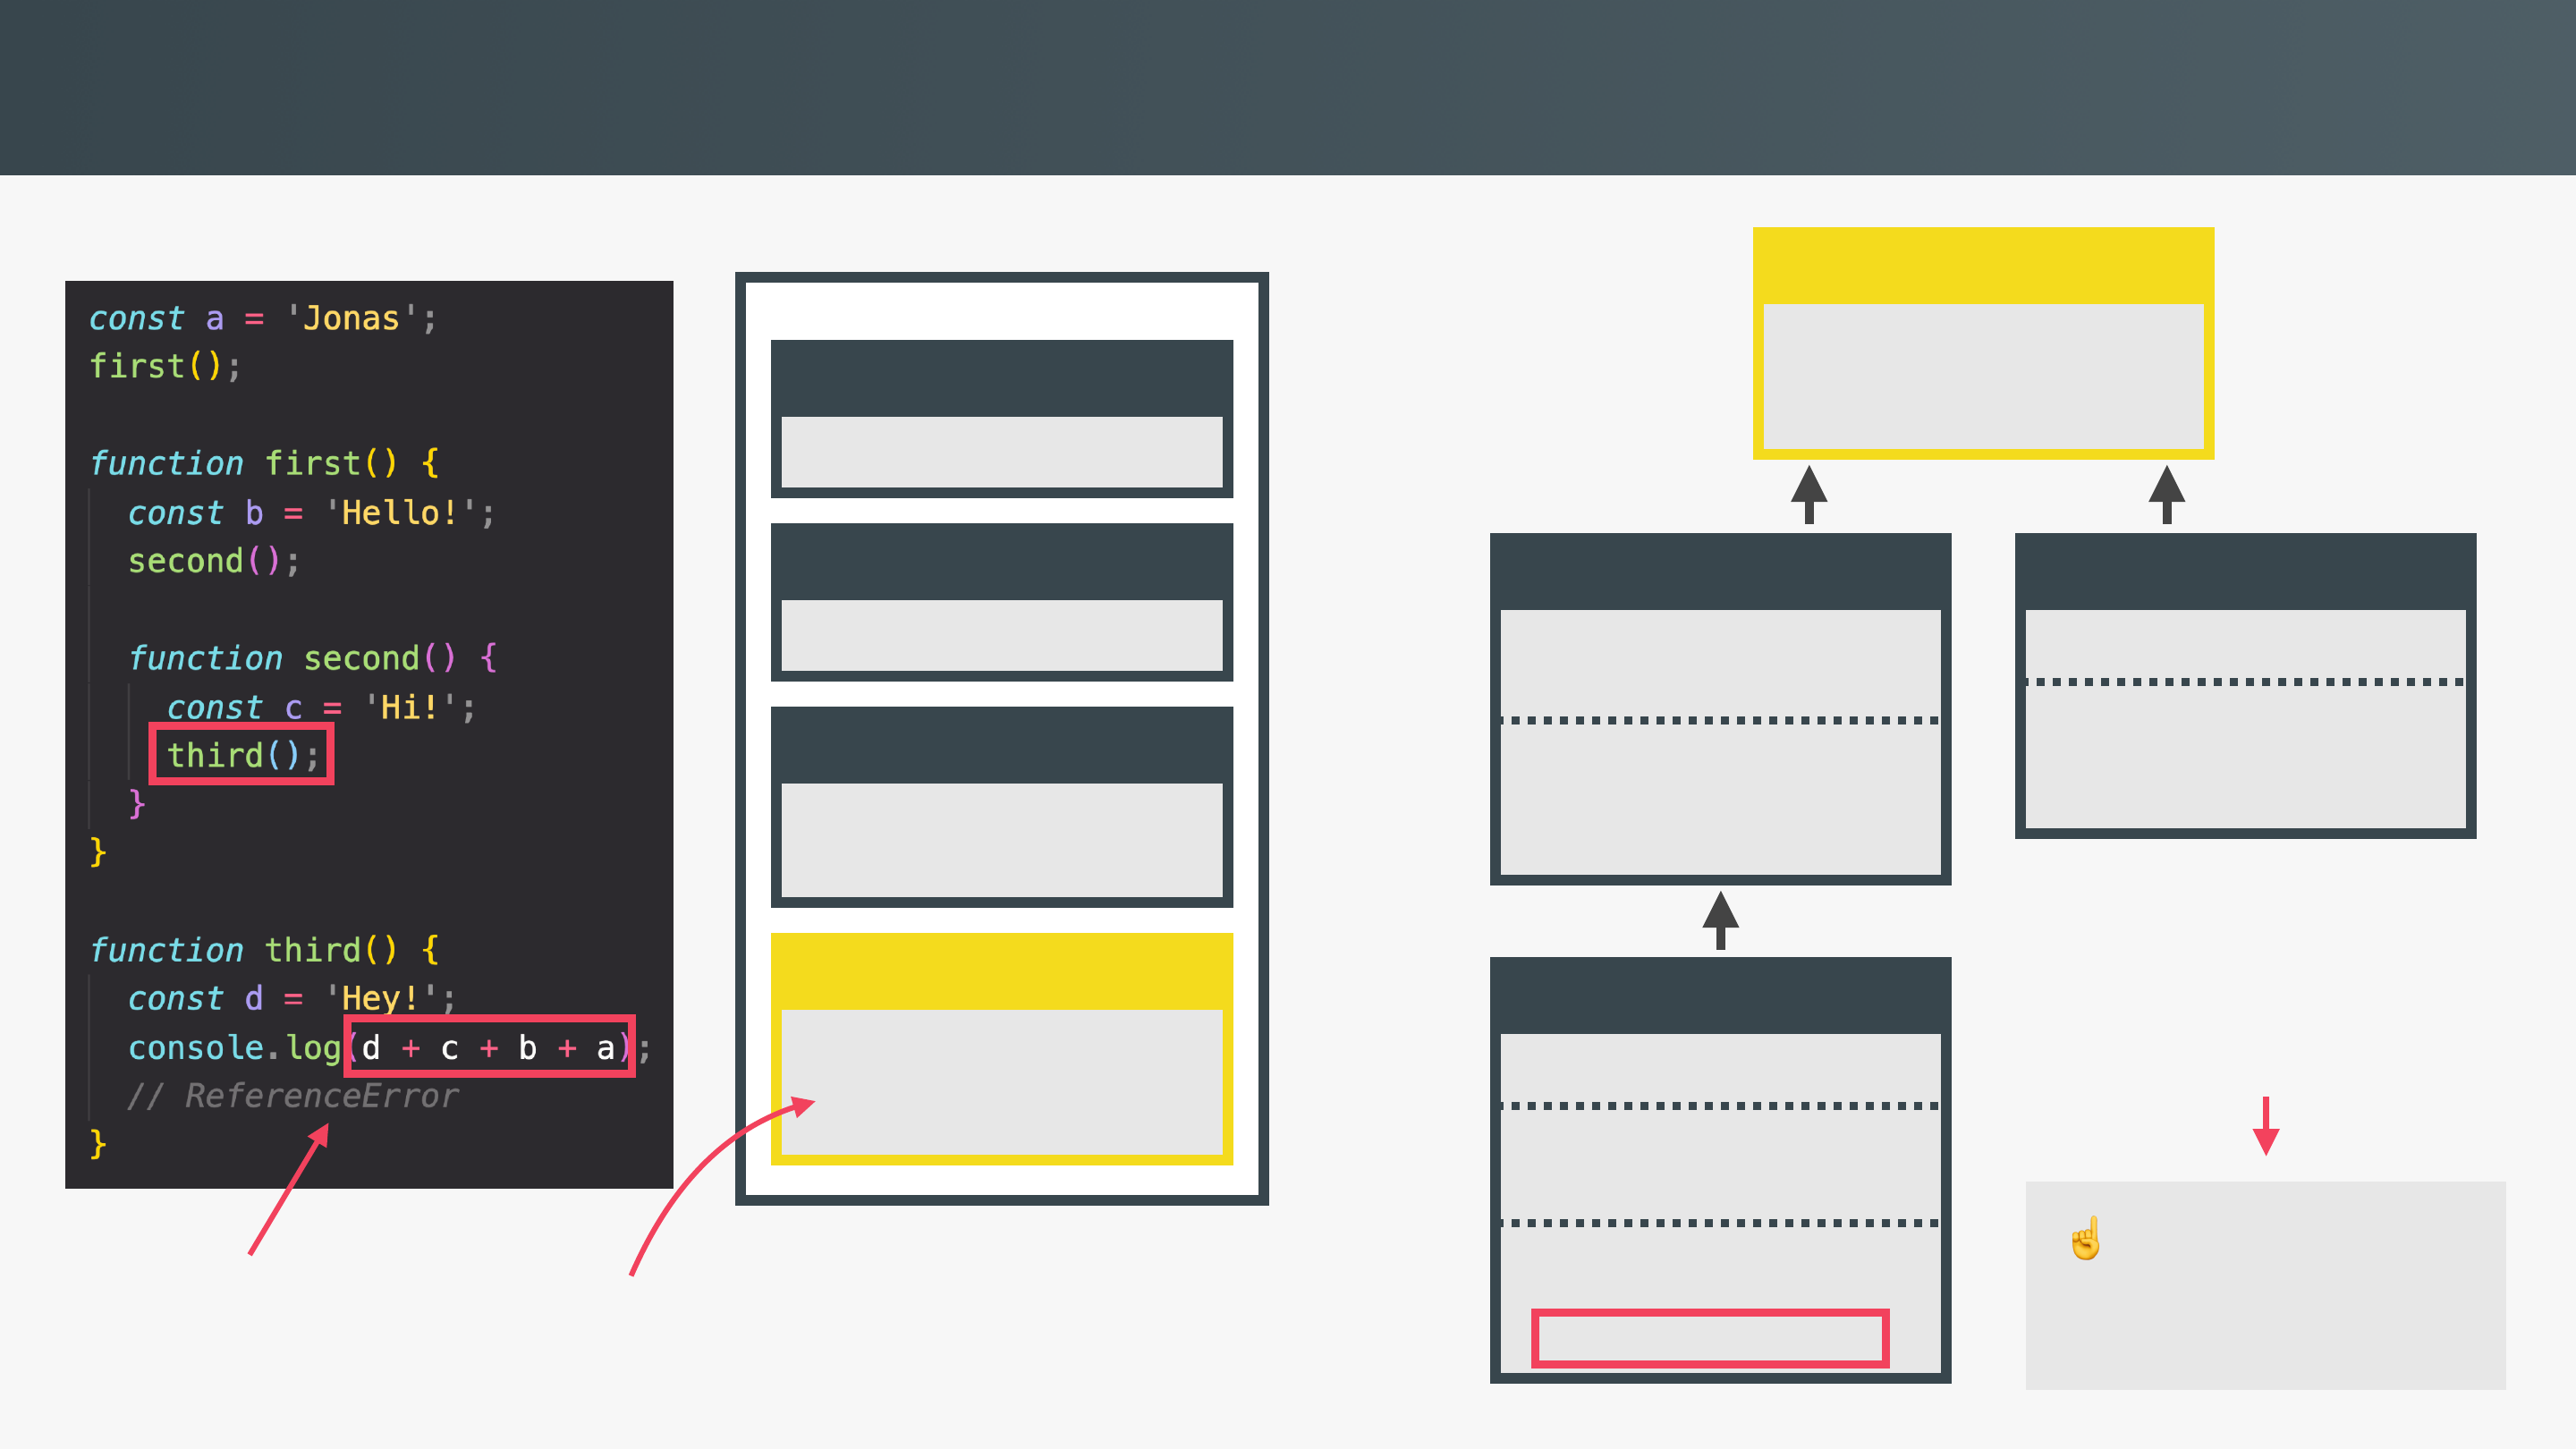 const a = 'Jonas';
first();
function first() {
const b = 'Hello!';
second();
function second() {
const c = 'Hi!';
third();
}
}
function third() {
const d = 'Hey!';
console.log(d + c + b + a);
// ReferenceError
}